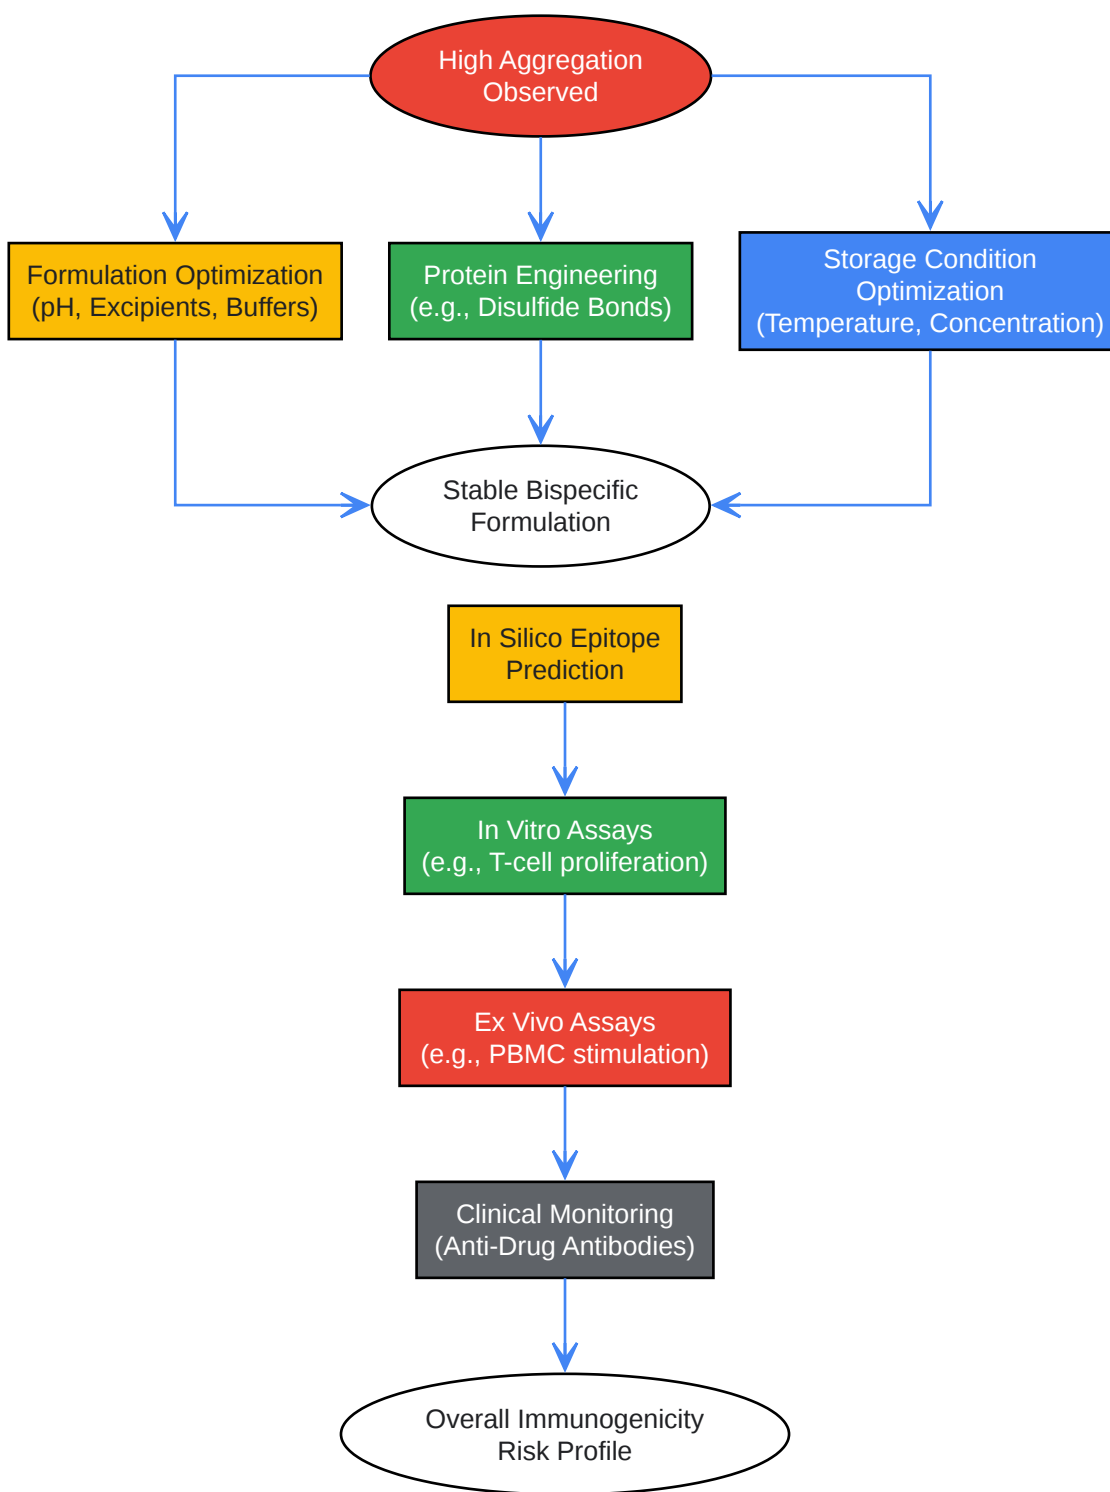 High Aggregation
Observed
Formulation Optimization
(pH, Excipients, Buffers)
Protein Engineering
(e.g., Disulfide Bonds)
Storage Condition
Optimization
(Temperature, Concentration)
Stable Bispecific
Formulation
In Silico Epitope
Prediction
In Vitro Assays
(e.g., T-cell proliferation)
Ex Vivo Assays
(e.g., PBMC stimulation)
Clinical Monitoring
(Anti-Drug Antibodies)
Overall Immunogenicity
Risk Profile